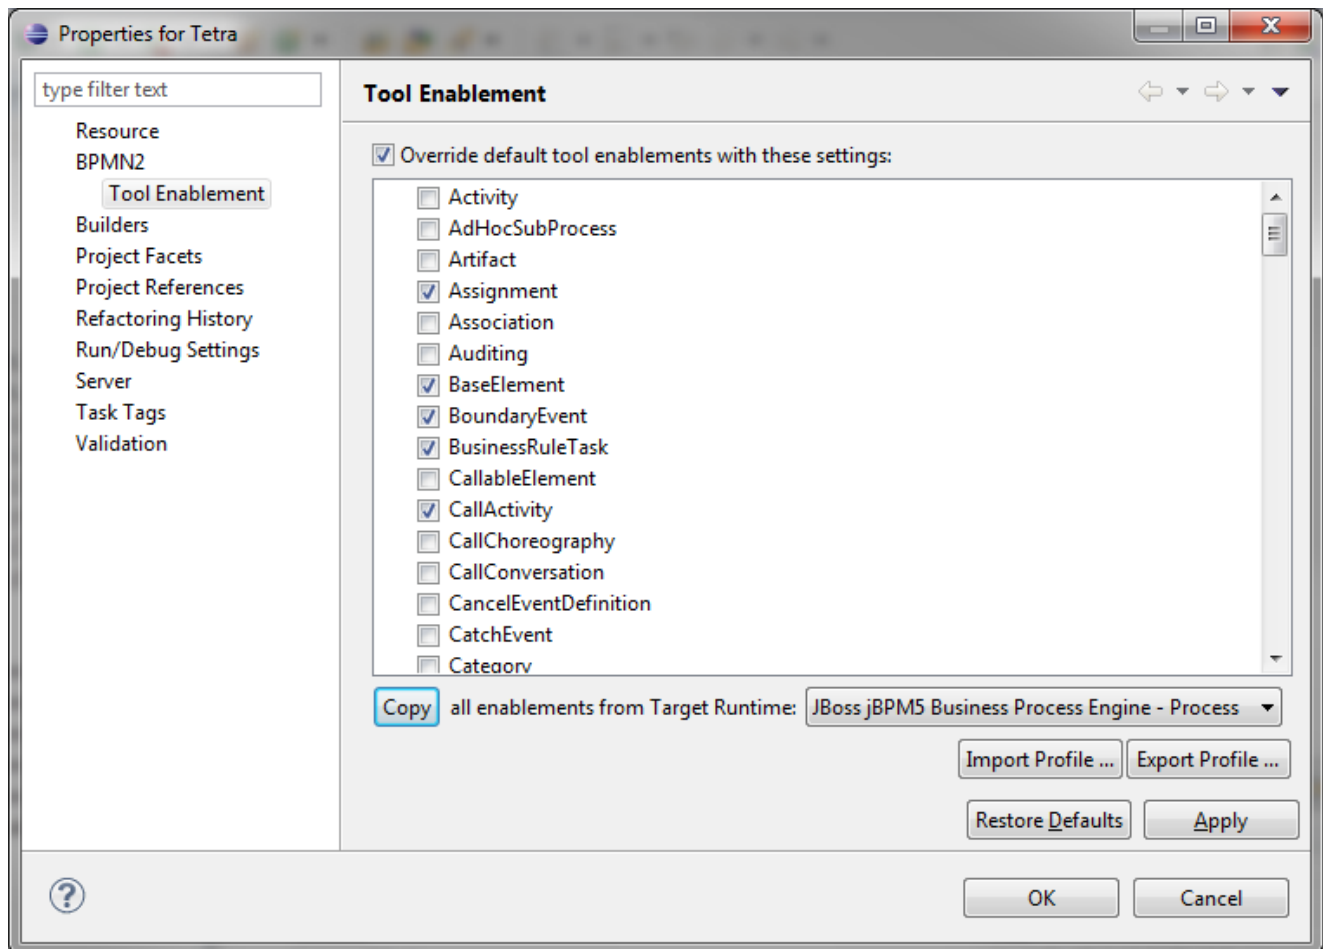 Properties for Tetra
type filter text
Resource
BPMN2
Tool Enablement
Builders
Project Facets
Project References
Refactoring History
Run/Debug Settings
Server
Task Tags
Validation
Tool Enablement
Override default tool enablements with these settings:
Activity
AdHocSubProcess
Artifact
Assignment
Association
Auditing
BaseElement
BoundaryEvent
BusinessRuleTask
CallableElement
CallActivity
CallChoreography
CallConversation
CancelEventDefinition
CatchEvent
Category
Copy all enablements from Target Runtime: JBoss jBPM5 Business Process Engine - Process
Import Profile ... Export Profile ...
Restore Defaults Apply
? OK Cancel